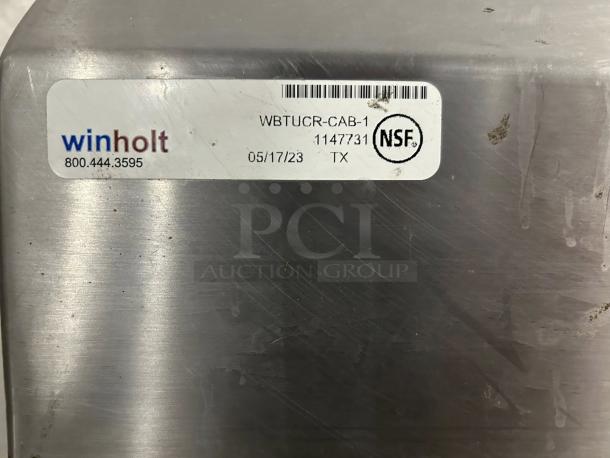 WBTUCR-CAB-1
winholt
1147731
NSF.
800.444.3595
05/17/23 TX
PCI
AUCTION GROUP